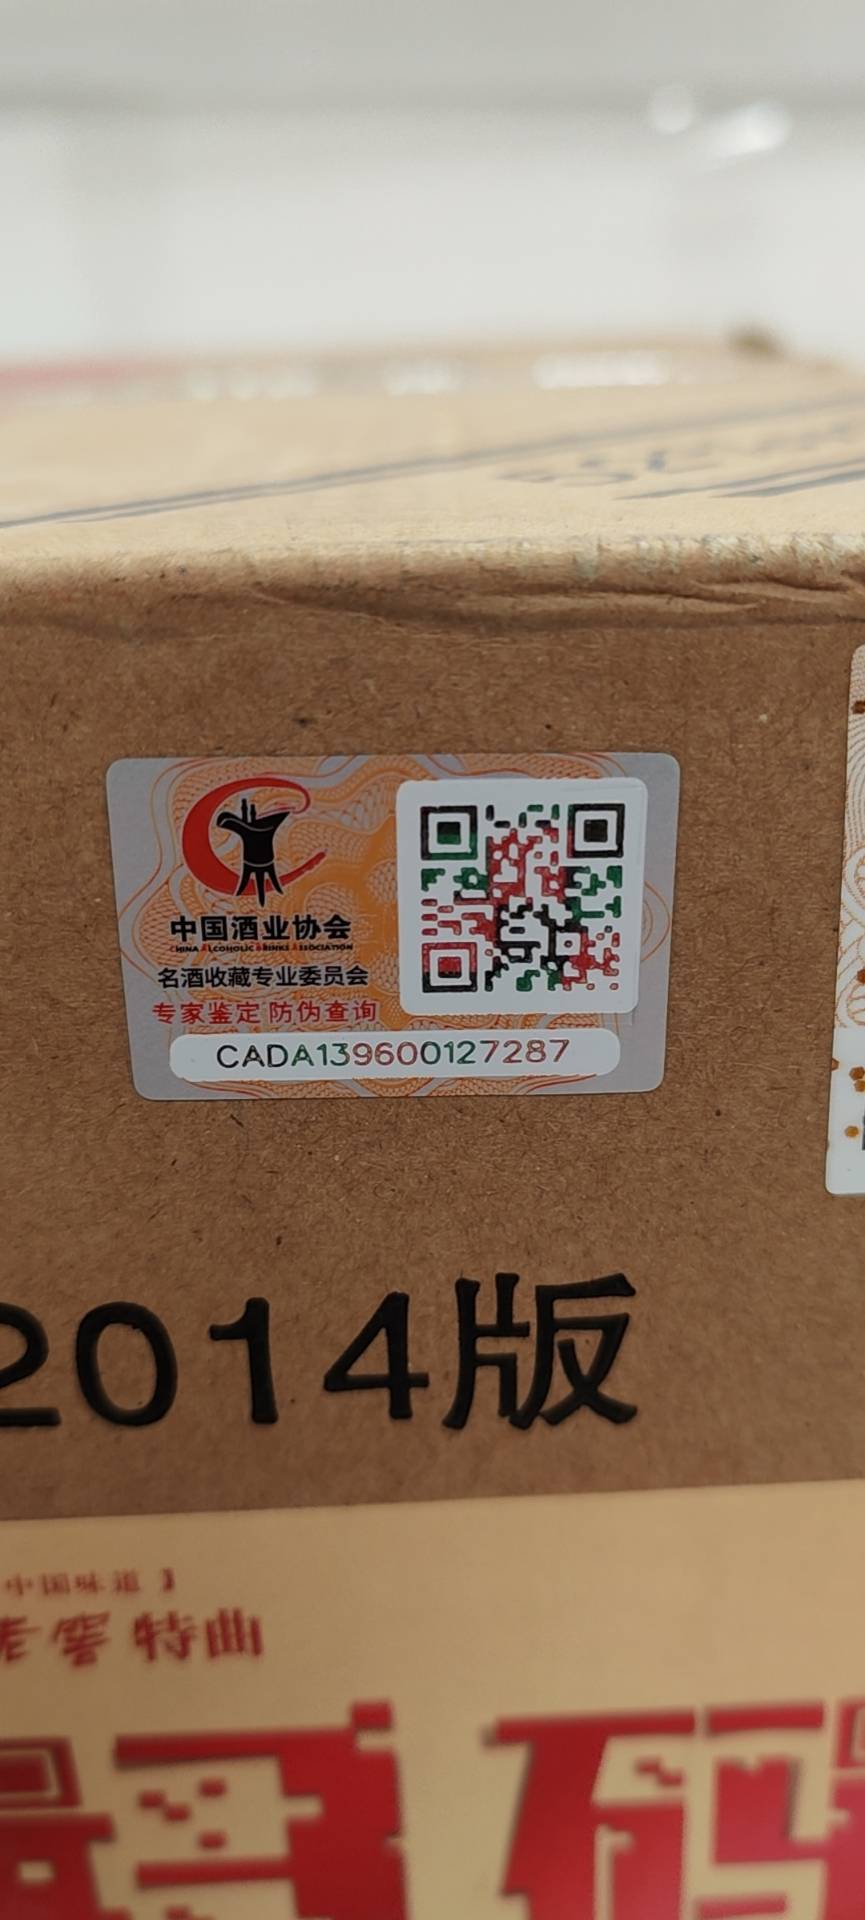 中国酒业协会
CHINA ALCOHOLIC DRINKS ASSOCIATION
名酒收藏专业委员会
专家鉴定 防伪查询
CADA139600127287
2014版
中国味道】
老窖 特曲
码